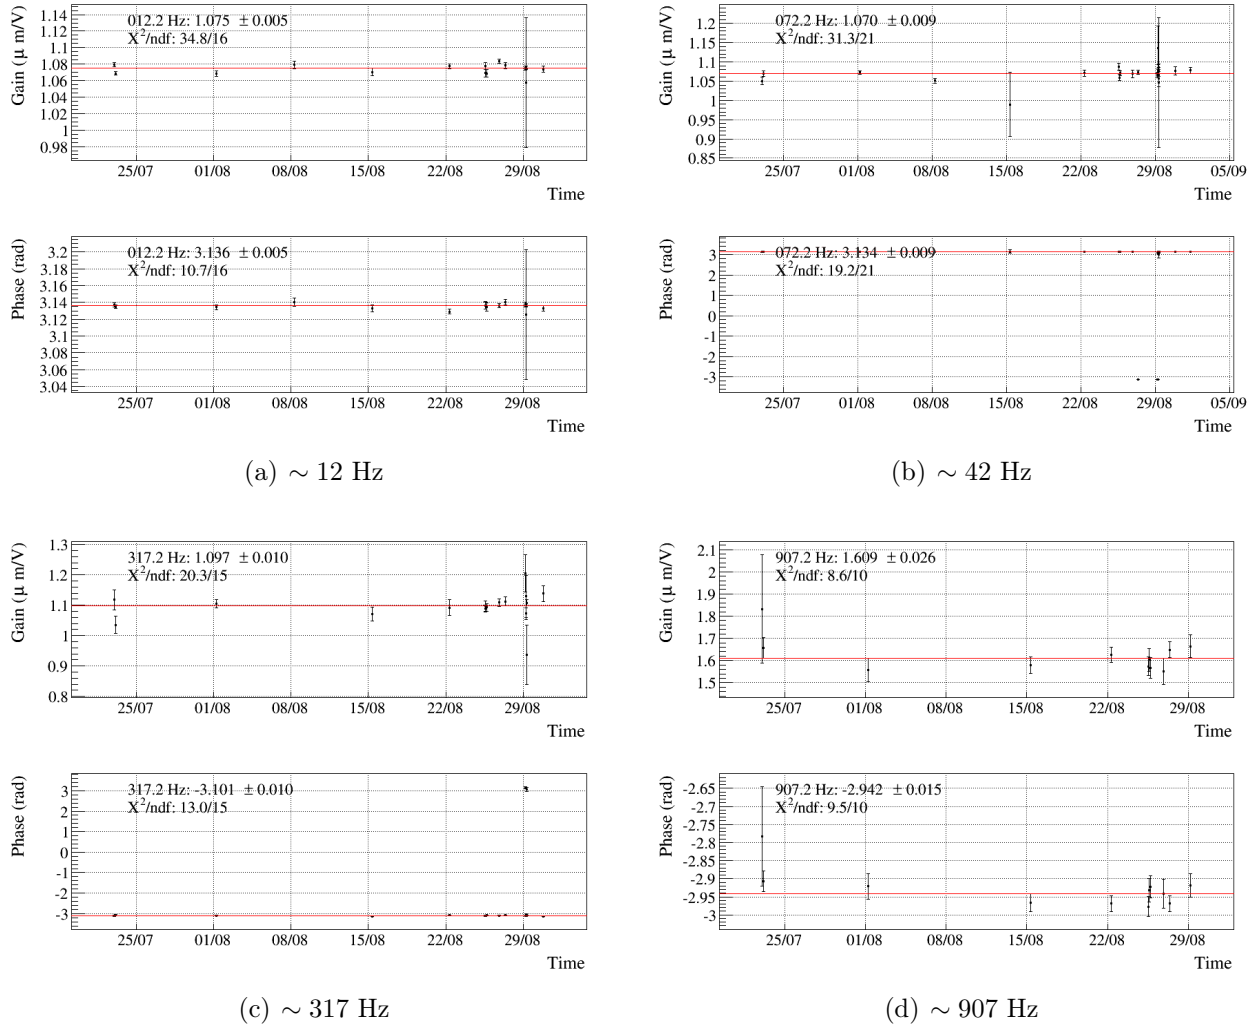 Gain (μ m/V)
1.14
1.13
1.1
1.08
1.06
1.04
1.02
1
0.98
012.2 Hz: 1.075 ± 0.005
X²/ndf: 34.8/16
25/07 01/08 08/08 15/08 22/08 29/08
Time
Phase (rad)
3.2
3.18
3.16
3.14
3.12
3.1
3.08
3.06
3.04
012.2 Hz: 3.136 ± 0.005
X²/ndf: 10.7/16
25/07 01/08 08/08 15/08 22/08 29/08
Time
(a) ∼ 12 Hz
Gain (μ m/V)
1.2
1.15
1.1
1.05
1
0.95
0.9
0.85
072.2 Hz: 1.070 ± 0.009
X²/ndf: 31.3/21
25/07 01/08 08/08 15/08 22/08 29/08 05/09
Time
Phase (rad)
3
2
1
0
-1
-2
-3
072.2 Hz: 3.134 ± 0.009
X²/ndf: 19.2/21
25/07 01/08 08/08 15/08 22/08 29/08 05/09
Time
(b) ∼ 42 Hz
Gain (μ m/V)
1.3
1.2
1.1
1
0.9
0.8
317.2 Hz: 1.097 ± 0.010
X²/ndf: 20.3/15
25/07 01/08 08/08 15/08 22/08 29/08
Time
Phase (rad)
3
2
1
0
-1
-2
-3
317.2 Hz: -3.101 ± 0.010
X²/ndf: 13.0/15
25/07 01/08 08/08 15/08 22/08 29/08
Time
(c) ∼ 317 Hz
Gain (μ m/V)
2.1
2
1.9
1.8
1.7
1.6
1.5
907.2 Hz: 1.609 ± 0.026
X²/ndf: 8.6/10
25/07 01/08 08/08 15/08 22/08 29/08
Time
Phase (rad)
-2.65
-2.7
-2.75
-2.8
-2.85
-2.9
-2.95
-3
907.2 Hz: -2.942 ± 0.015
X²/ndf: 9.5/10
25/07 01/08 08/08 15/08 22/08 29/08
Time
(d) ∼ 907 Hz